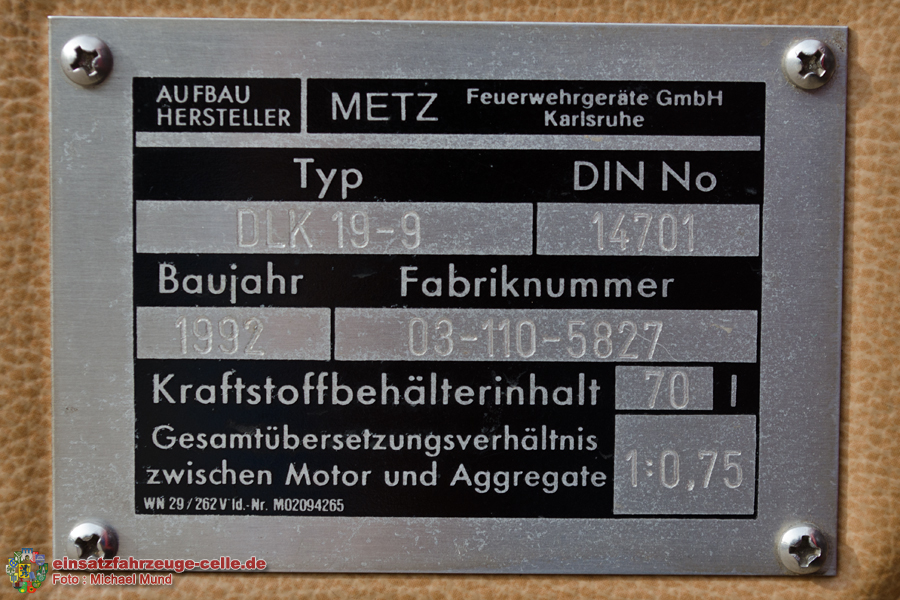 AUFBAU
HERSTELLER
METZ
Feuerwehrgeräte GmbH
Karlsruhe
Typ
DIN No
DLK 19-9
14701
Baujahr
Fabriknummer
1992
03-110-5827
Kraftstoffbehälterinhalt 70 l
Gesamtübersetzungsverhältnis
zwischen Motor und Aggregate 1:0,75
WN 29/262 V Id.-Nr. M02094265
einsatzfahrzeuge-celle.de
Foto : Michael Mund